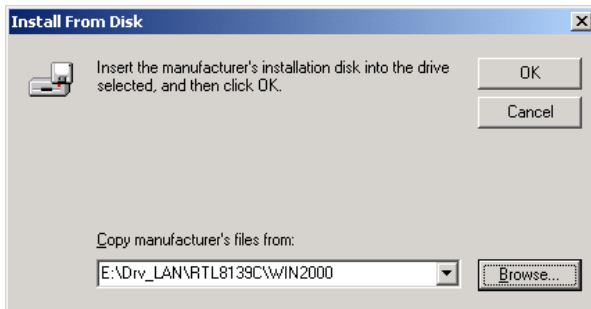 Install From Disk
Insert the manufacturer's installation disk into the drive
selected, and then click OK.
OK
Cancel
Copy manufacturer's files from:
E:\Drv_LAN\RTL8139C\WIN2000
Browse...